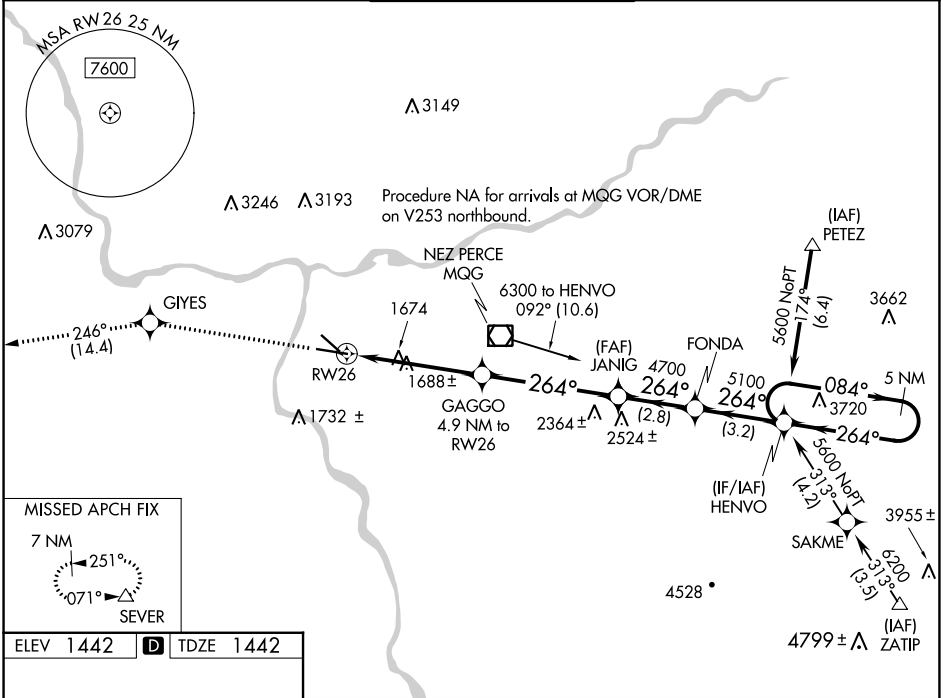 MSA RW26 25 NM
7600
3149
3246
3193
3079
Procedure NA for arrivals at MQG VOR/DME
on V253 northbound.
(IAF)
PETEZ
NEZ PERCE
MQG
5600 NoPT
174°
(6.4)
3662
GIYES
1674
6300 to HENVO
092° (10.6)
246°
(14.4)
(FAF)
JANIG
4700
FONDA
5100
084°
5 NM
RW26
1688±
264°
264°
264°
3720
264°
GAGGO
4.9 NM to
RW26
1732 ±
2364±
2524±
(2.8)
(3.2)
(IF/IAF)
HENVO
5600 NoPT
313°
(4.2)
SAKME
3955±
MISSED APCH FIX
7 NM
251°
071°
SEVER
6200
313°
(3.5)
4528
(IAF)
ZATIP
4799±
ELEV 1442 D TDZE 1442